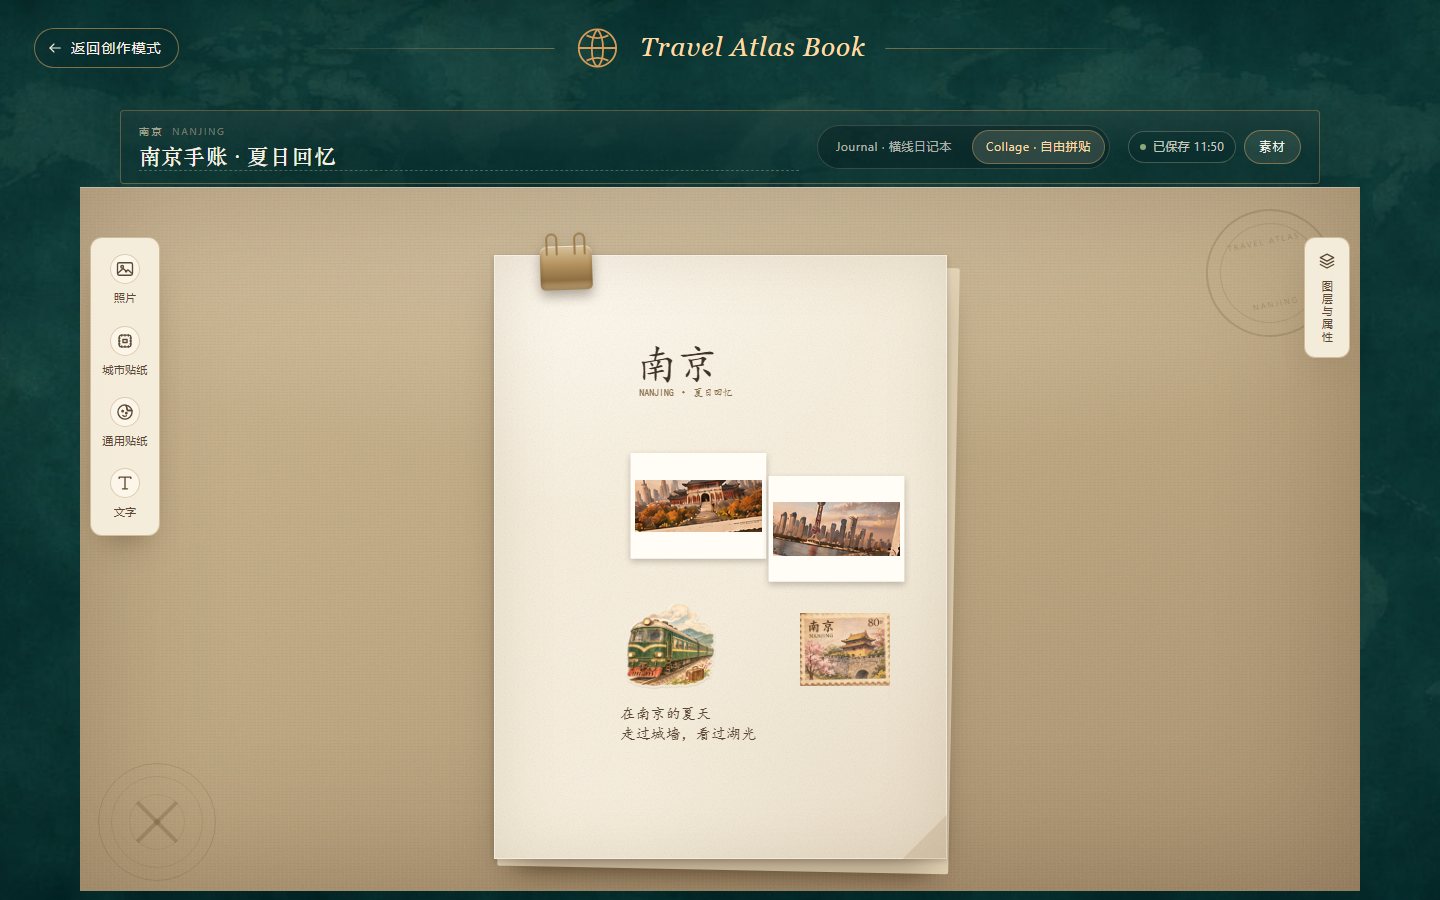 返回创作模式
Travel Atlas Book
南京 NANJING
南京手账 · 夏日回忆
Journal · 横线日记本
Collage · 自由拼贴
已保存 11:50
素材
照片
城市贴纸
通用贴纸
文字
TRAVEL ATLAS
NANJING
图层与属性
南京
NANJING · 夏日回忆
南京
NANJING
80
在南京的夏天
走过城墙，看过湖光